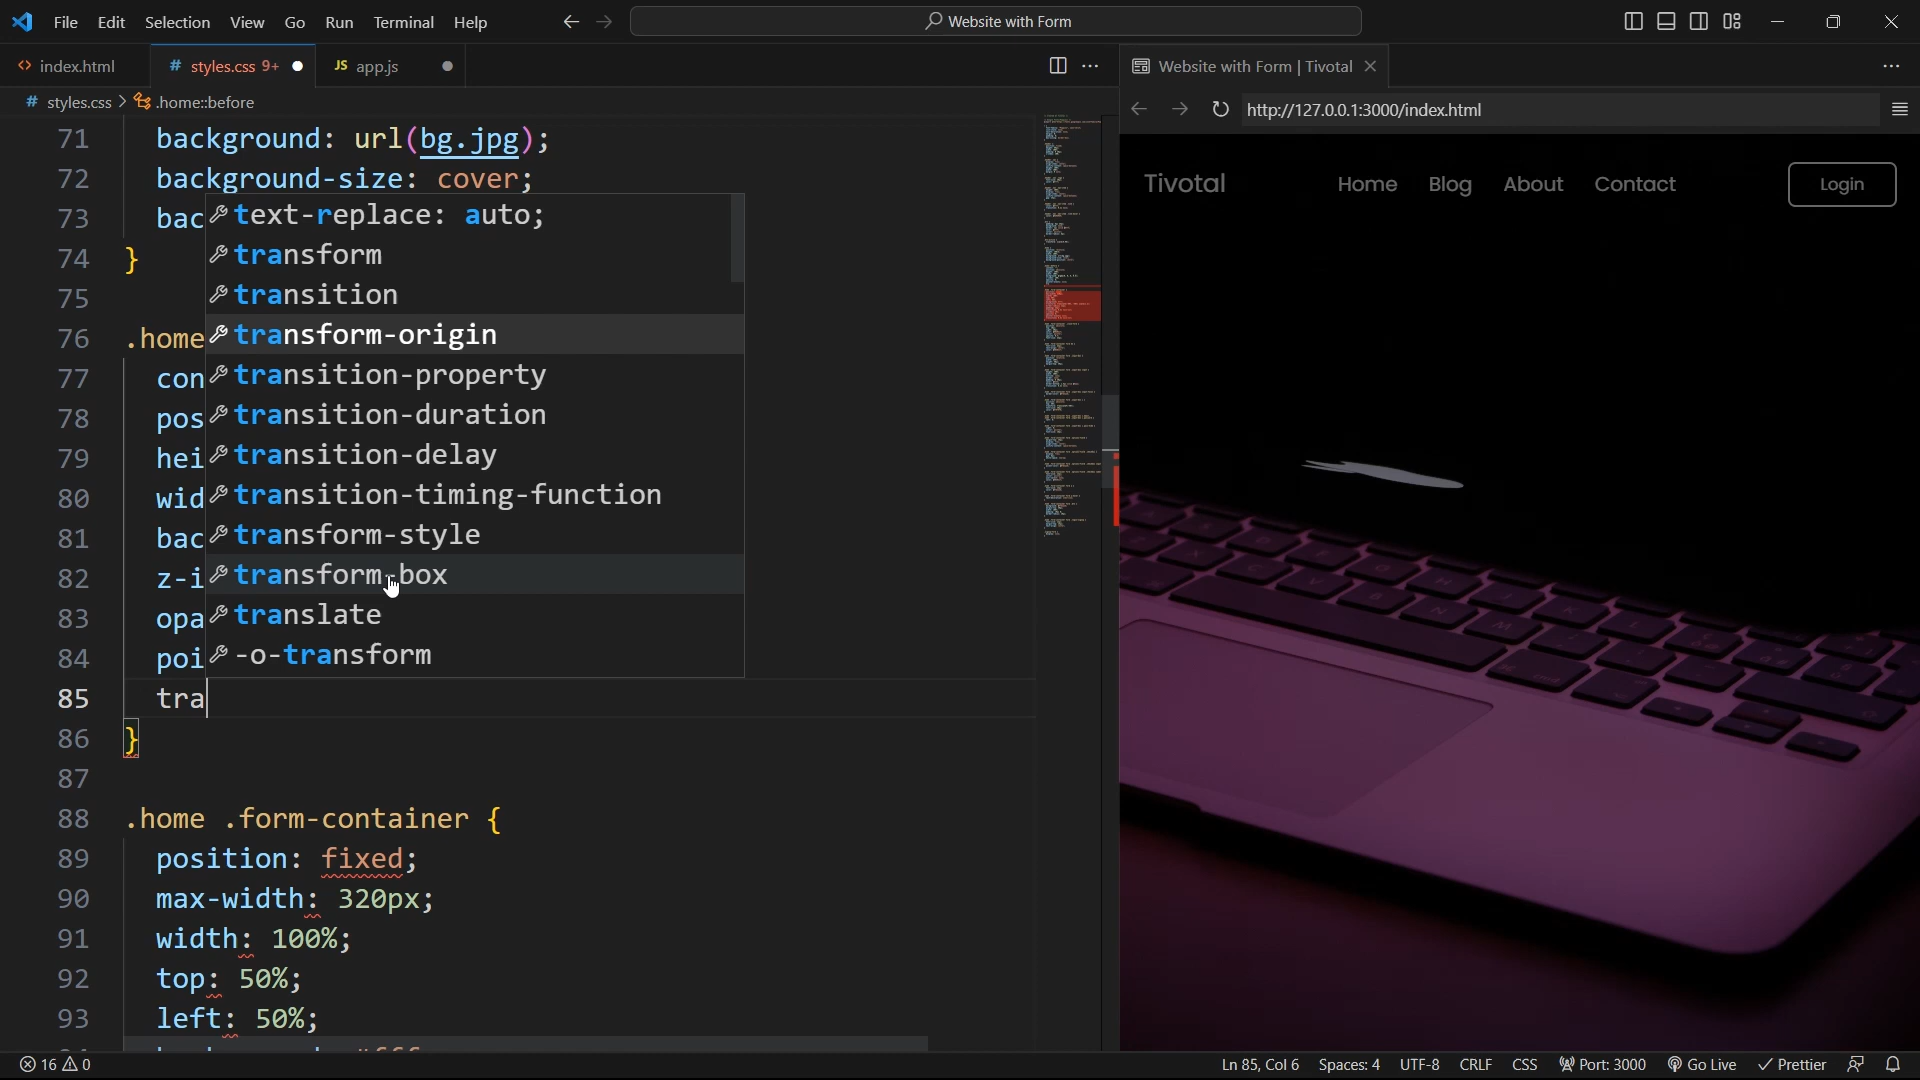 File Edit Selection View Go Run Terminal Help
Website with Form
index.html
# styles.css 9+
JS app.js
Website with Form | Tivotal
# styles.css > .home::before
http://127.0.0.1:3000/index.html
71 background: url(bg.jpg);
72 background-size: cover;
73 bac
74 }
75
76 .home
77 con
78 pos
79 hei
80 wid
81 bac
82 z-i
83 opa
84 poi
85 tra
86 }
87
88 .home .form-container {
89 position: fixed;
90 max-width: 320px;
91 width: 100%;
92 top: 50%;
93 left: 50%;
text-replace: auto;
transform
transition
transform-origin
transition-property
transition-duration
transition-delay
transition-timing-function
transform-style
transform-box
translate
-o-transform
Tivotal Home Blog About Contact Login
16 0
Ln 85, Col 6 Spaces: 4 UTF-8 CRLF CSS Port: 3000 Go Live Prettier